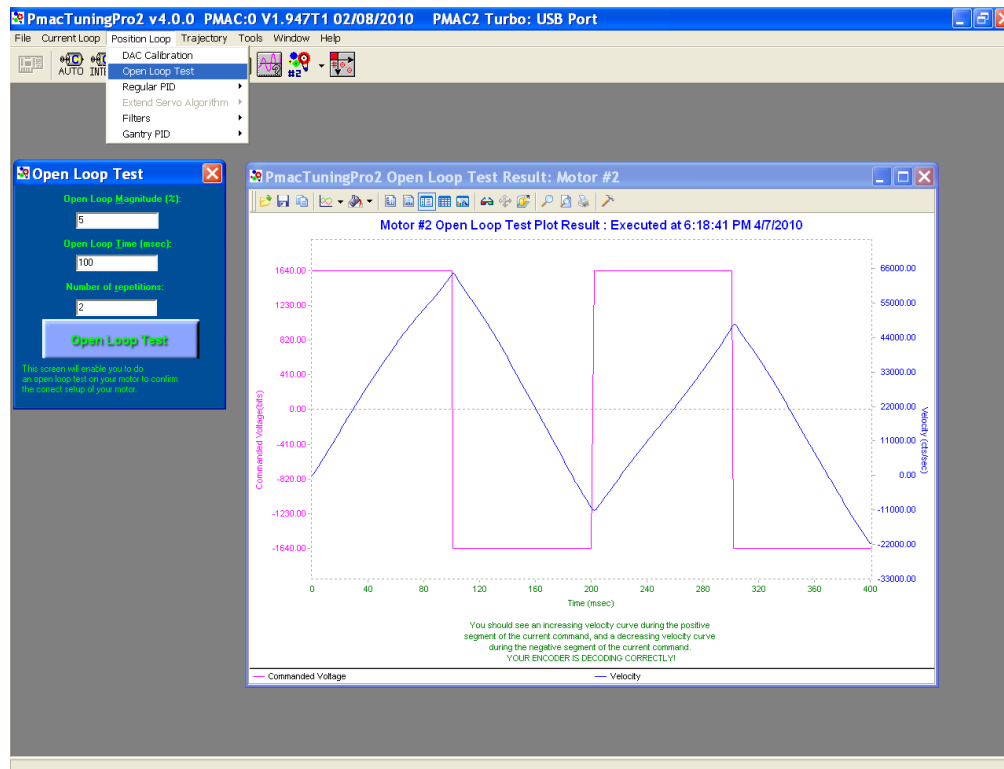 PmacTuningPro2 v4.0.0 PMAC:0 V1.947T1 02/08/2010 PMAC2 Turbo: USB Port
File Current Loop Position Loop Trajectory Tools Window Help
DAC Calibration
Open Loop Test
Regular PID
Extend Servo Algorithm
Filters
Gantry PID
AUTO
#2
Open Loop Test
Open Loop Magnitude (%):
5
Open Loop Time (msec):
100
Number of repetitions:
2
Open Loop Test
This screen will enable you to do
an open loop test on your motor to confirm
the correct setup of your motor.
PmacTuningPro2 Open Loop Test Result: Motor #2
Motor #2 Open Loop Test Plot Result : Executed at 6:18:41 PM 4/7/2010
Commanded Voltage(bits)
1640.00
1230.00
820.00
410.00
0.00
-410.00
-820.00
-1230.00
-1640.00
66000.00
55000.00
44000.00
33000.00
22000.00
11000.00
0.00
-11000.00
-22000.00
-33000.00
Velocity (cts/sec)
0 40 80 120 160 200 240 280 320 360 400
Time (msec)
You should see an increasing velocity curve during the positive
segment of the current command, and a decreasing velocity curve
during the negative segment of the current command.
YOUR ENCODER IS DECODING CORRECTLY!
Commanded Voltage
Velocity